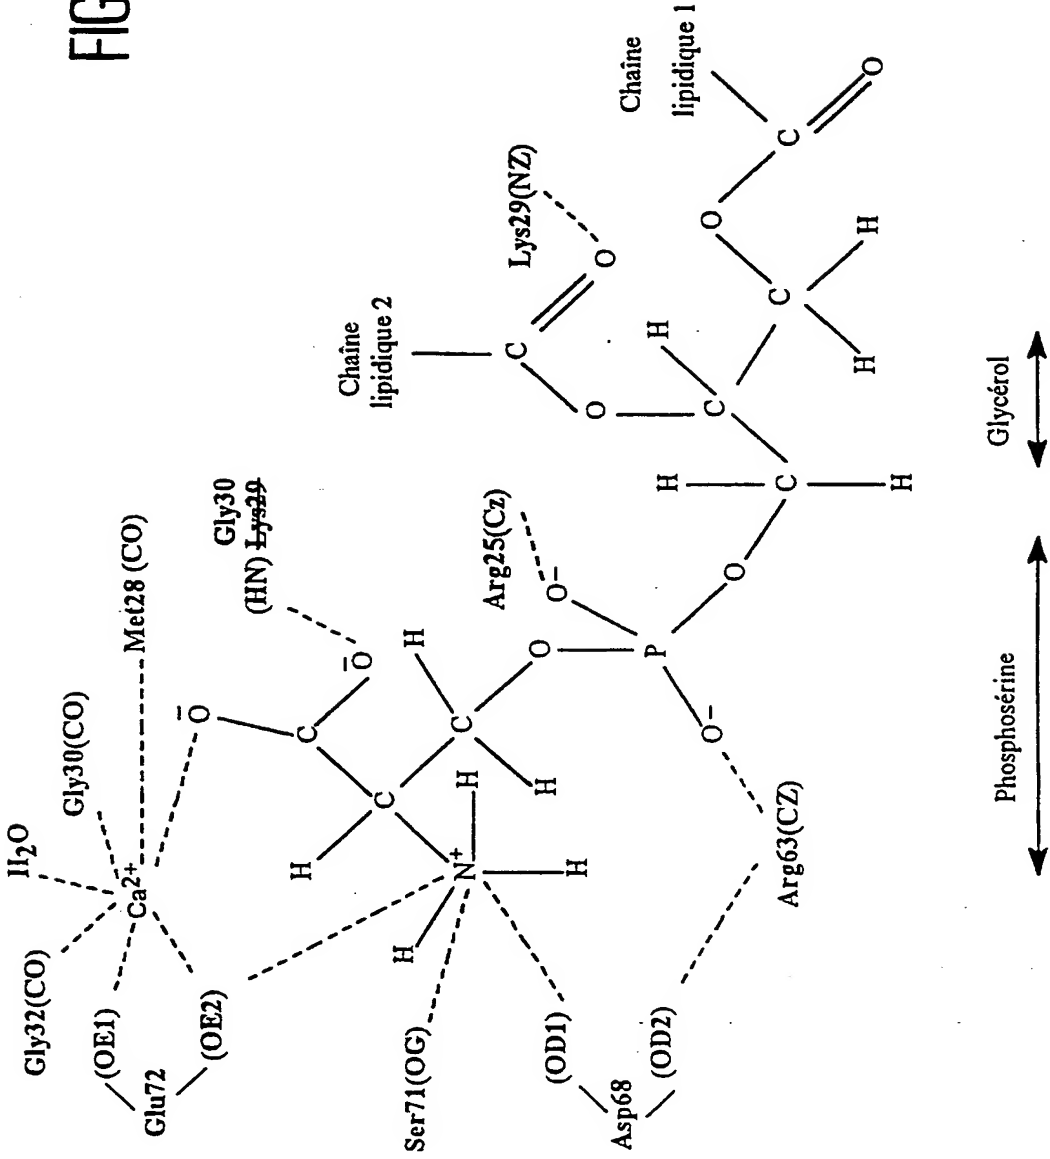 FIG
H2O
Gly32(CO)
Gly30(CO)
(OE1)
Ca2+
Met28 (CO)
Glu72
O-
(OE2)
Gly30
(HN) Lys29
H
C
Chaîne
lipidique 2
O-
C
H
H
Ser71(OG)
C
N+
H
Arg25(Cz)
C
Lys29(NZ)
O
H
(OD1)
O-
H
O
O
Asp68
Chaîne
lipidique 1
P
H
(OD2)
H
O-
C
O
O
C
C
C
Arg63(CZ)
H
H
O
H
Phosphosérine
Glycérol